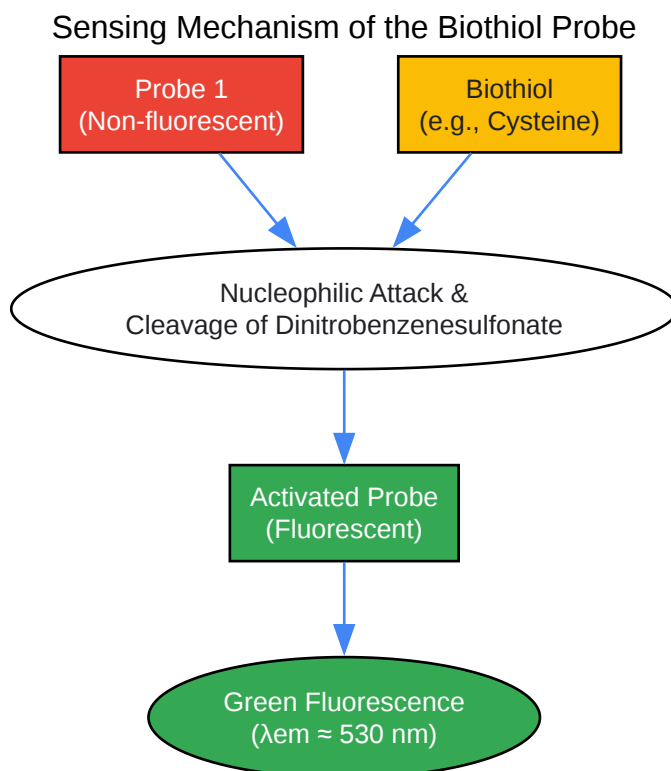 Sensing Mechanism of the Biothiol Probe
Probe 1
(Non-fluorescent)
Biothiol
(e.g., Cysteine)
Nucleophilic Attack &
Cleavage of Dinitrobenzenesulfonate
Activated Probe
(Fluorescent)
Green Fluorescence
(λem ≈ 530 nm)